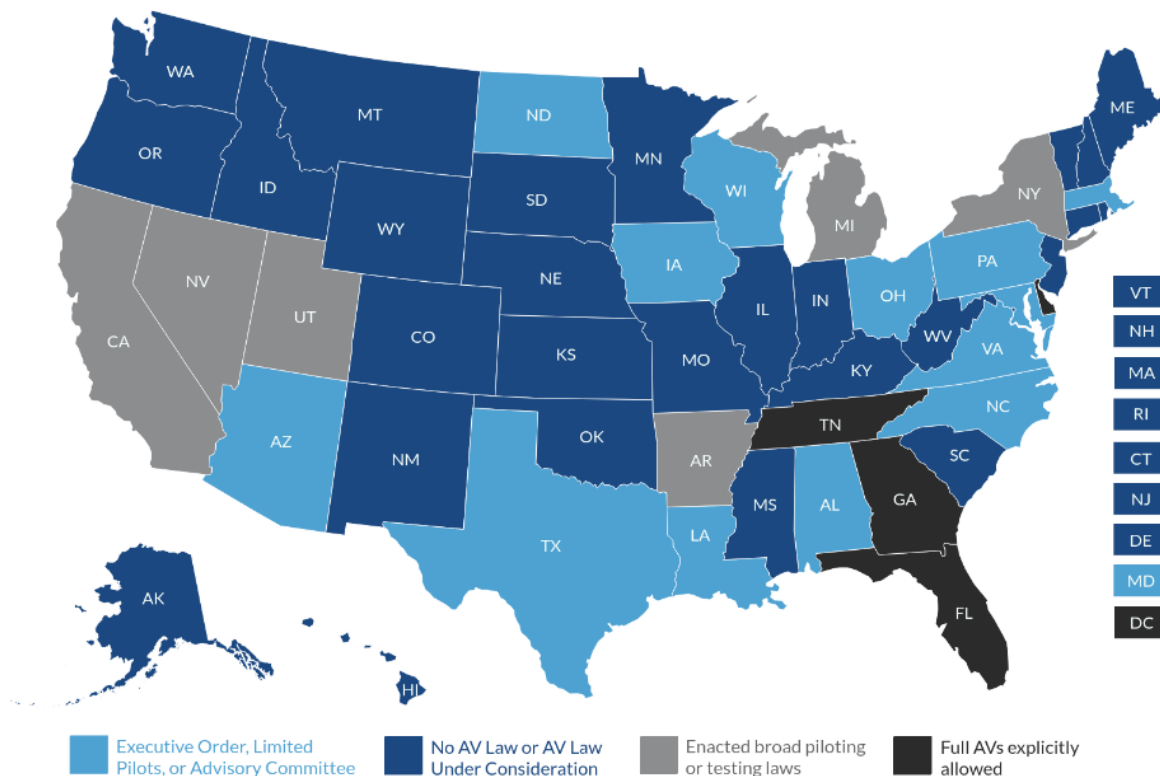 WA
MT
ND
MN
ME
OR
ID
SD
WI
NY
WY
MI
IA
PA
NE
NV
OH
IL
IN
UT
CA
CO
WV
VA
KS
MO
KY
NC
TN
AZ
OK
NM
AR
SC
MS
AL
GA
LA
TX
FL
AK
HI
VT
NH
MA
RI
CT
NJ
DE
MD
DC
Executive Order, Limited
Pilots, or Advisory Committee
No AV Law or AV Law
Under Consideration
Enacted broad piloting
or testing laws
Full AVs explicitly
allowed